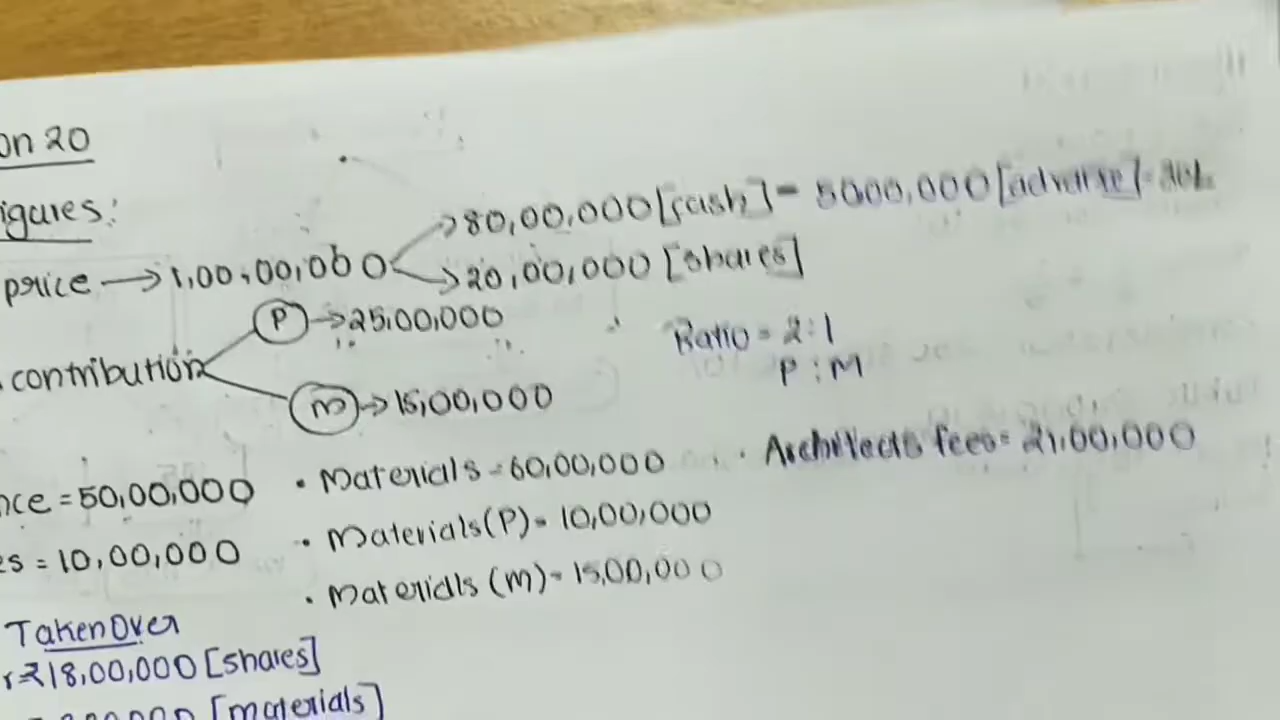 on 20
igures:
price → 1,00,00,000 → 80,00,000 [cash] = 5000,000 [advance]
→ 20,00,000 [shares]
contribution (P) → 25,00,000
(m) → 15,00,000
Ratio = 2:1
P : M
nce = 50,00,000 • Materials = 60,00,000 • Architects fees = 21,00,000
es = 10,00,000 • Materials (P) = 10,00,000
• Materials (m) = 15,00,000
Taken Over
r = ₹18,00,000 [shares]
[materials]